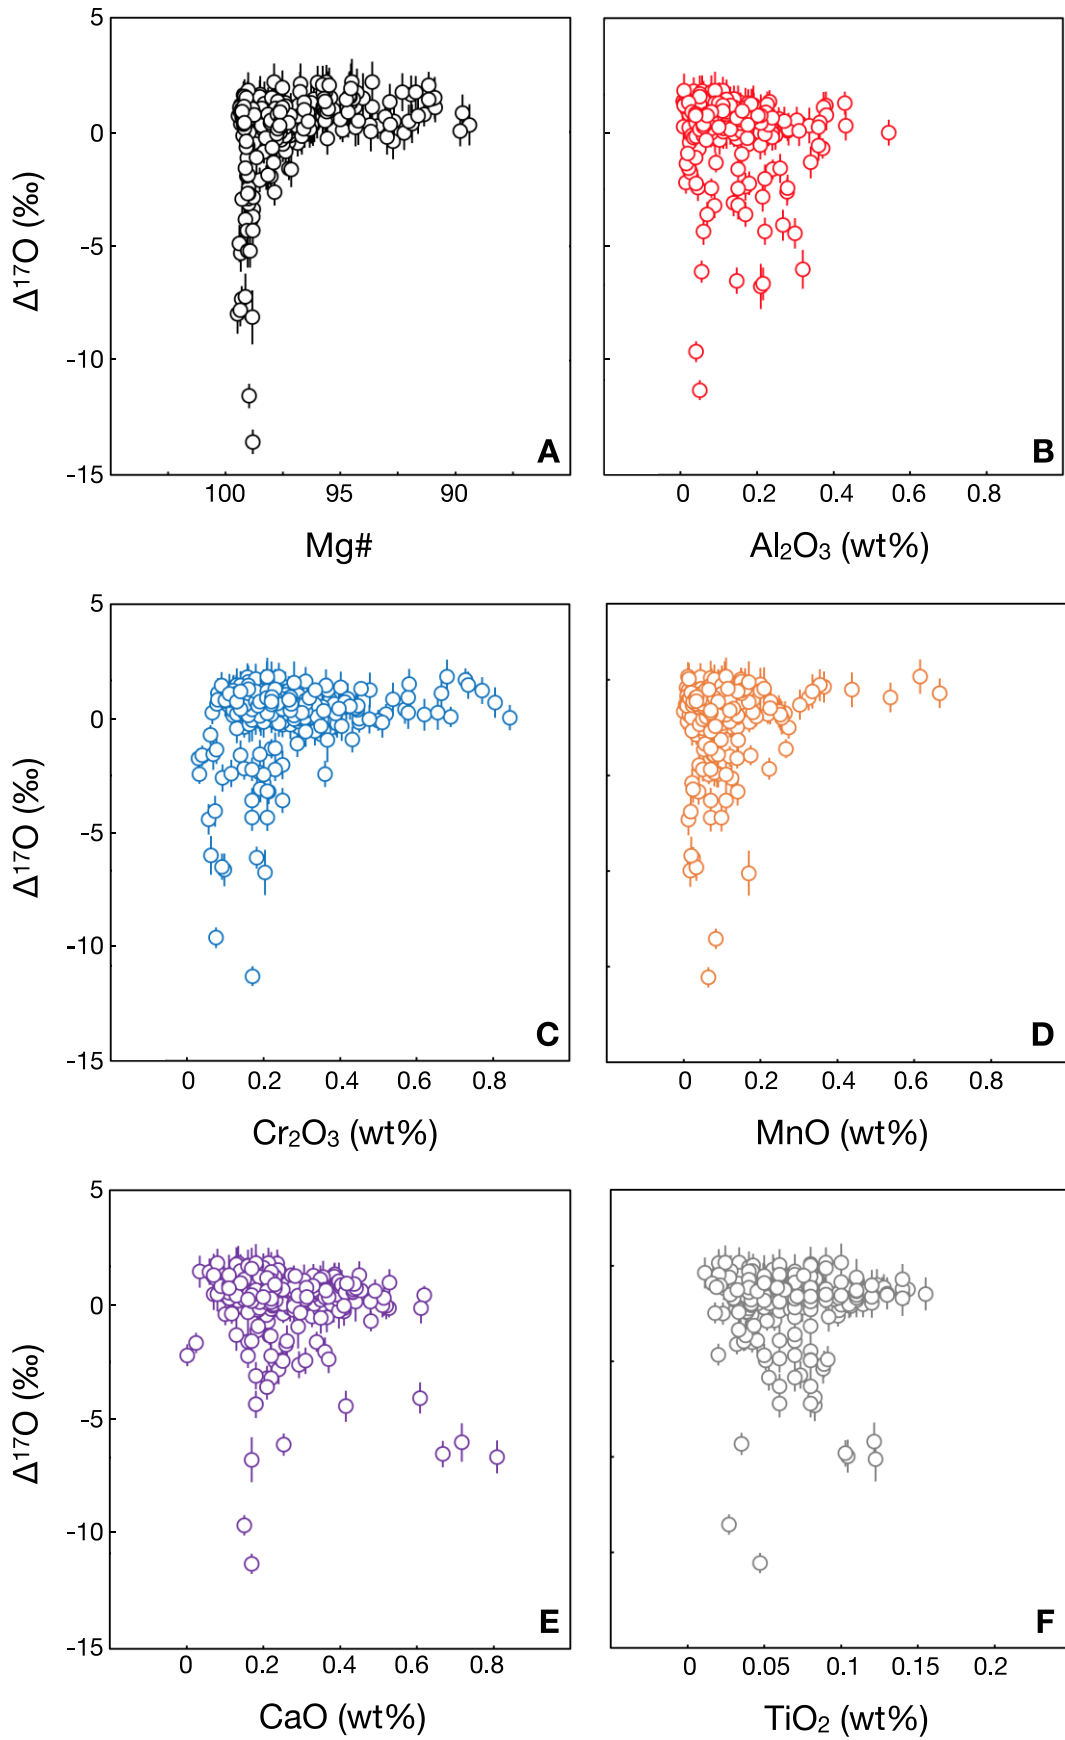 5
0
-5
-10
-15
Δ¹⁷O (‰)
100 95 90
Mg#
A
0 0.2 0.4 0.6 0.8
Al₂O₃ (wt%)
B
5
0
-5
-10
-15
Δ¹⁷O (‰)
0 0.2 0.4 0.6 0.8
Cr₂O₃ (wt%)
C
0 0.2 0.4 0.6 0.8
MnO (wt%)
D
5
0
-5
-10
-15
Δ¹⁷O (‰)
0 0.2 0.4 0.6 0.8
CaO (wt%)
E
0 0.05 0.1 0.15 0.2
TiO₂ (wt%)
F